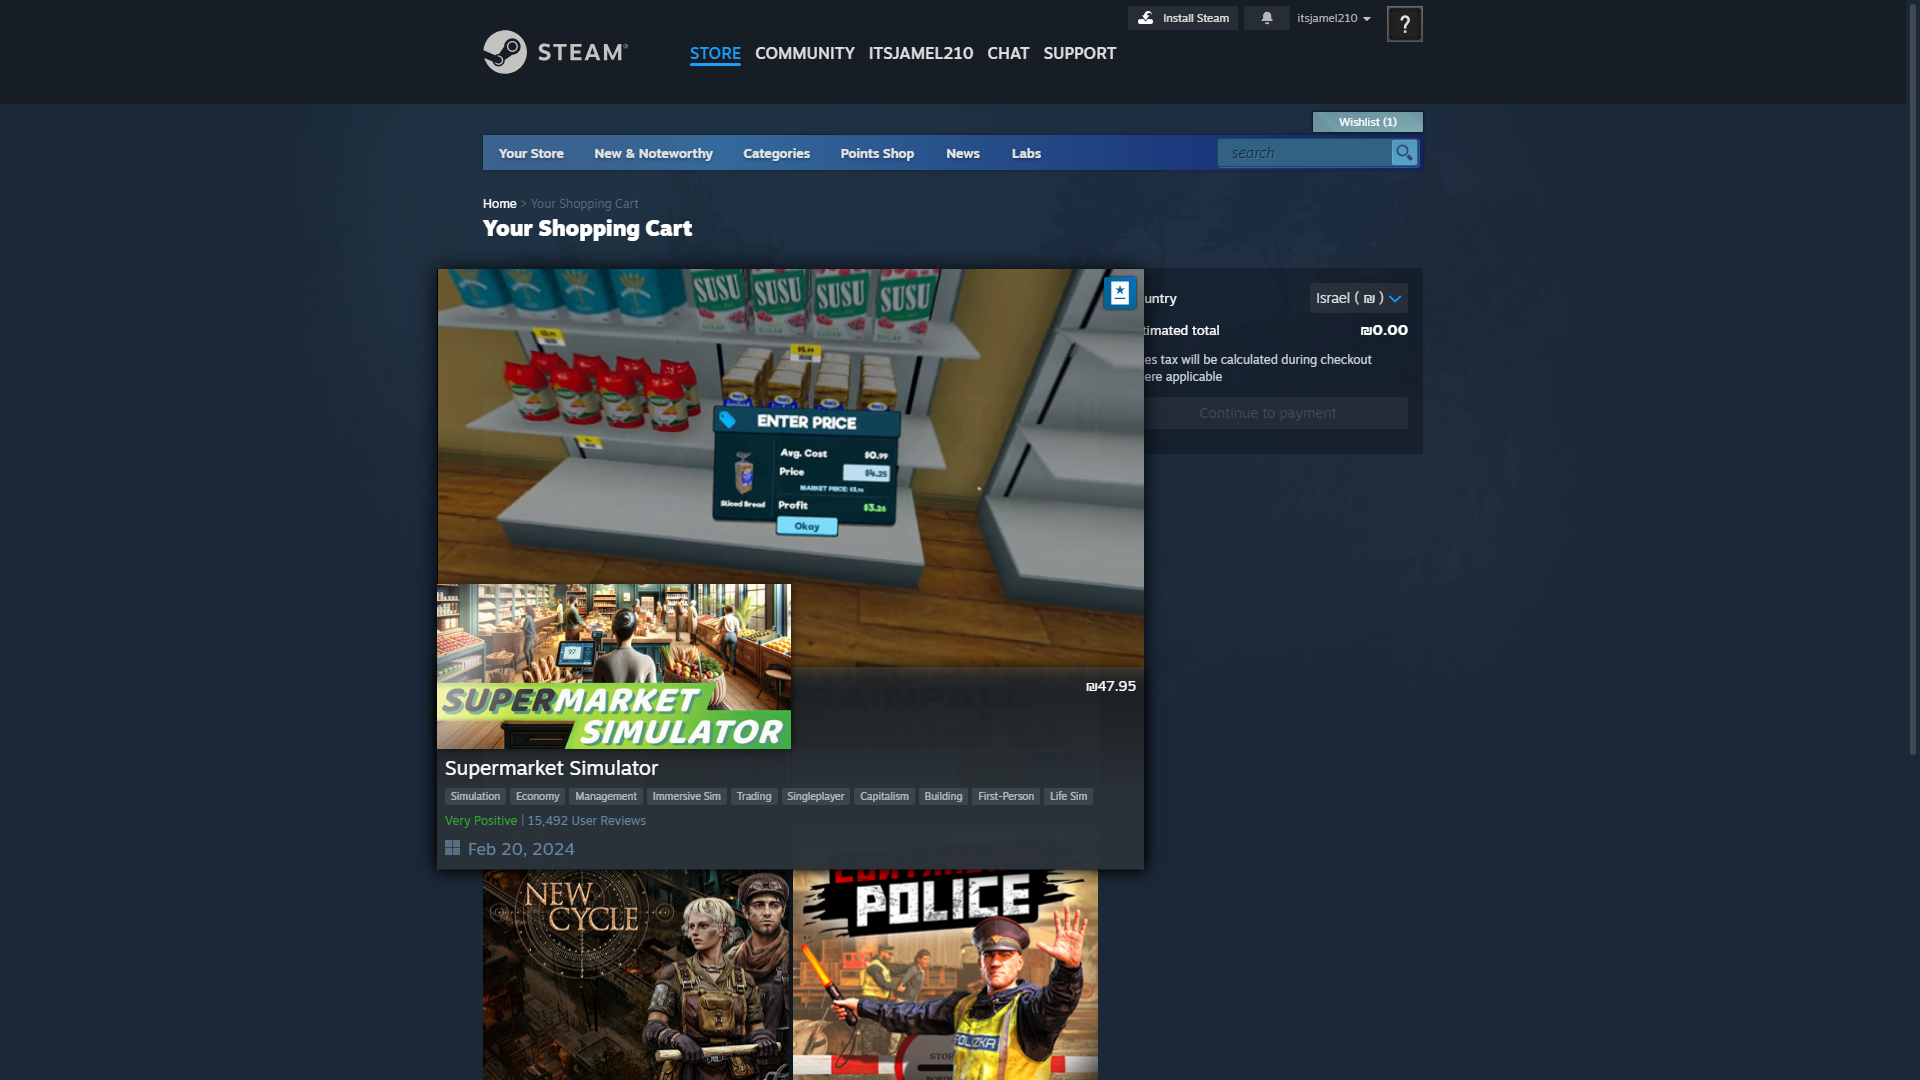 Install Steam
itsjamel210
?
STEAM
STORE COMMUNITY ITSJAMEL210 CHAT SUPPORT
Wishlist (1)
Your Store New & Noteworthy Categories Points Shop News Labs search
Home > Your Shopping Cart
Your Shopping Cart
SUSU SUSU SUSU SUSU
SUGAR
untry Israel ( ₪ )
timated total ₪0.00
es tax will be calculated during checkout
ere applicable
Continue to payment
$5.99
ENTER PRICE
Avg. Cost $0.99
Price $4.25
Sliced Bread
Profit $3.26
Okay
97
SUPERMARKET
SIMULATOR
₪47.95
RAINFALL
Supermarket Simulator
Simulation Economy Management Immersive Sim Trading Singleplayer Capitalism Building First-Person Life Sim
Very Positive | 15,492 User Reviews
Feb 20, 2024
NEW
CYCLE
POLICE
POLIZKA
STOP